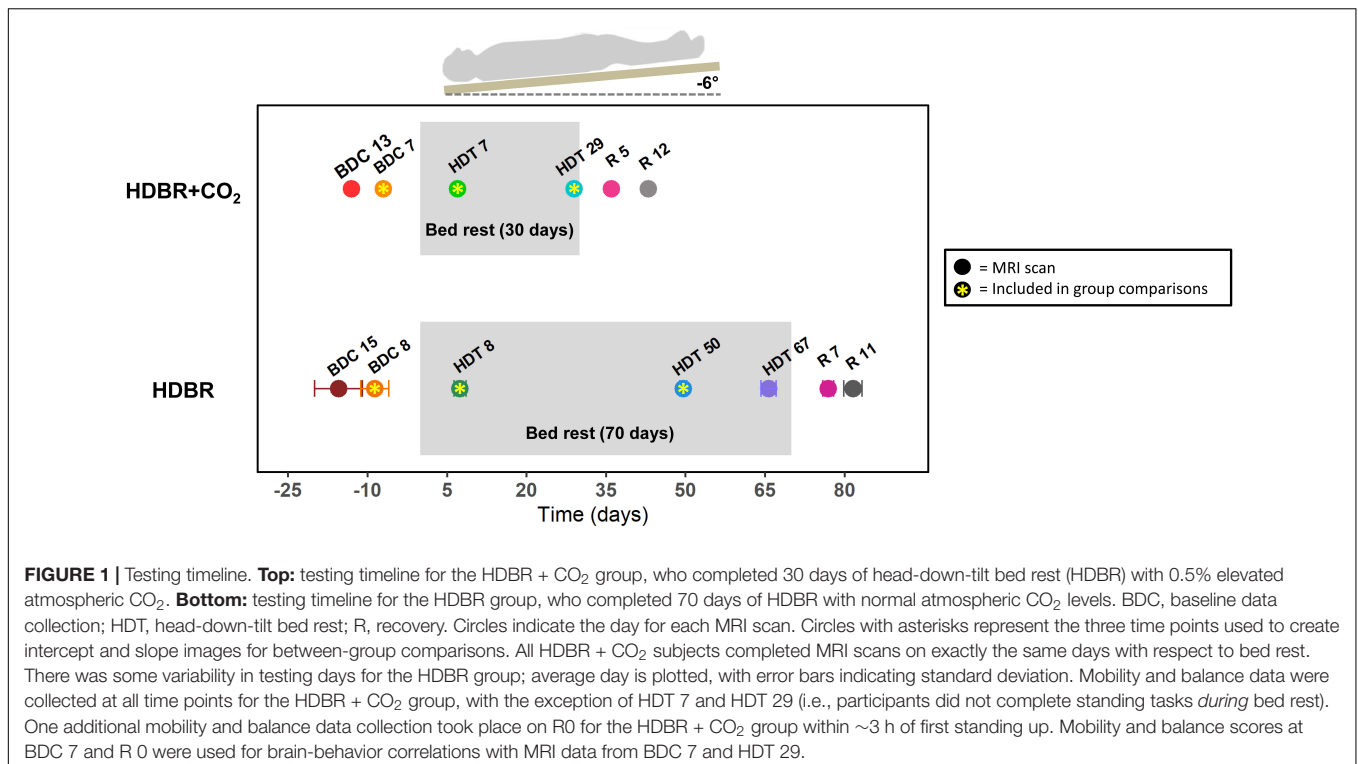 -6°
BDC 13
BDC 7
HDT 7
HDT 29
R 5
R 12
HDBR+CO₂
Bed rest (30 days)
= MRI scan
= Included in group comparisons
BDC 15
BDC 8
HDT 8
HDT 50
HDT 67
R 7
R 11
HDBR
Bed rest (70 days)
-25 -10 5 20 35 50 65 80
Time (days)
FIGURE 1 | Testing timeline. Top: testing timeline for the HDBR + CO₂ group, who completed 30 days of head-down-tilt bed rest (HDBR) with 0.5% elevated
atmospheric CO₂. Bottom: testing timeline for the HDBR group, who completed 70 days of HDBR with normal atmospheric CO₂ levels. BDC, baseline data
collection; HDT, head-down-tilt bed rest; R, recovery. Circles indicate the day for each MRI scan. Circles with asterisks represent the three time points used to create
intercept and slope images for between-group comparisons. All HDBR + CO₂ subjects completed MRI scans on exactly the same days with respect to bed rest.
There was some variability in testing days for the HDBR group; average day is plotted, with error bars indicating standard deviation. Mobility and balance data were
collected at all time points for the HDBR + CO₂ group, with the exception of HDT 7 and HDT 29 (i.e., participants did not complete standing tasks during bed rest).
One additional mobility and balance data collection took place on R0 for the HDBR + CO₂ group within ∼3 h of first standing up. Mobility and balance scores at
BDC 7 and R 0 were used for brain-behavior correlations with MRI data from BDC 7 and HDT 29.